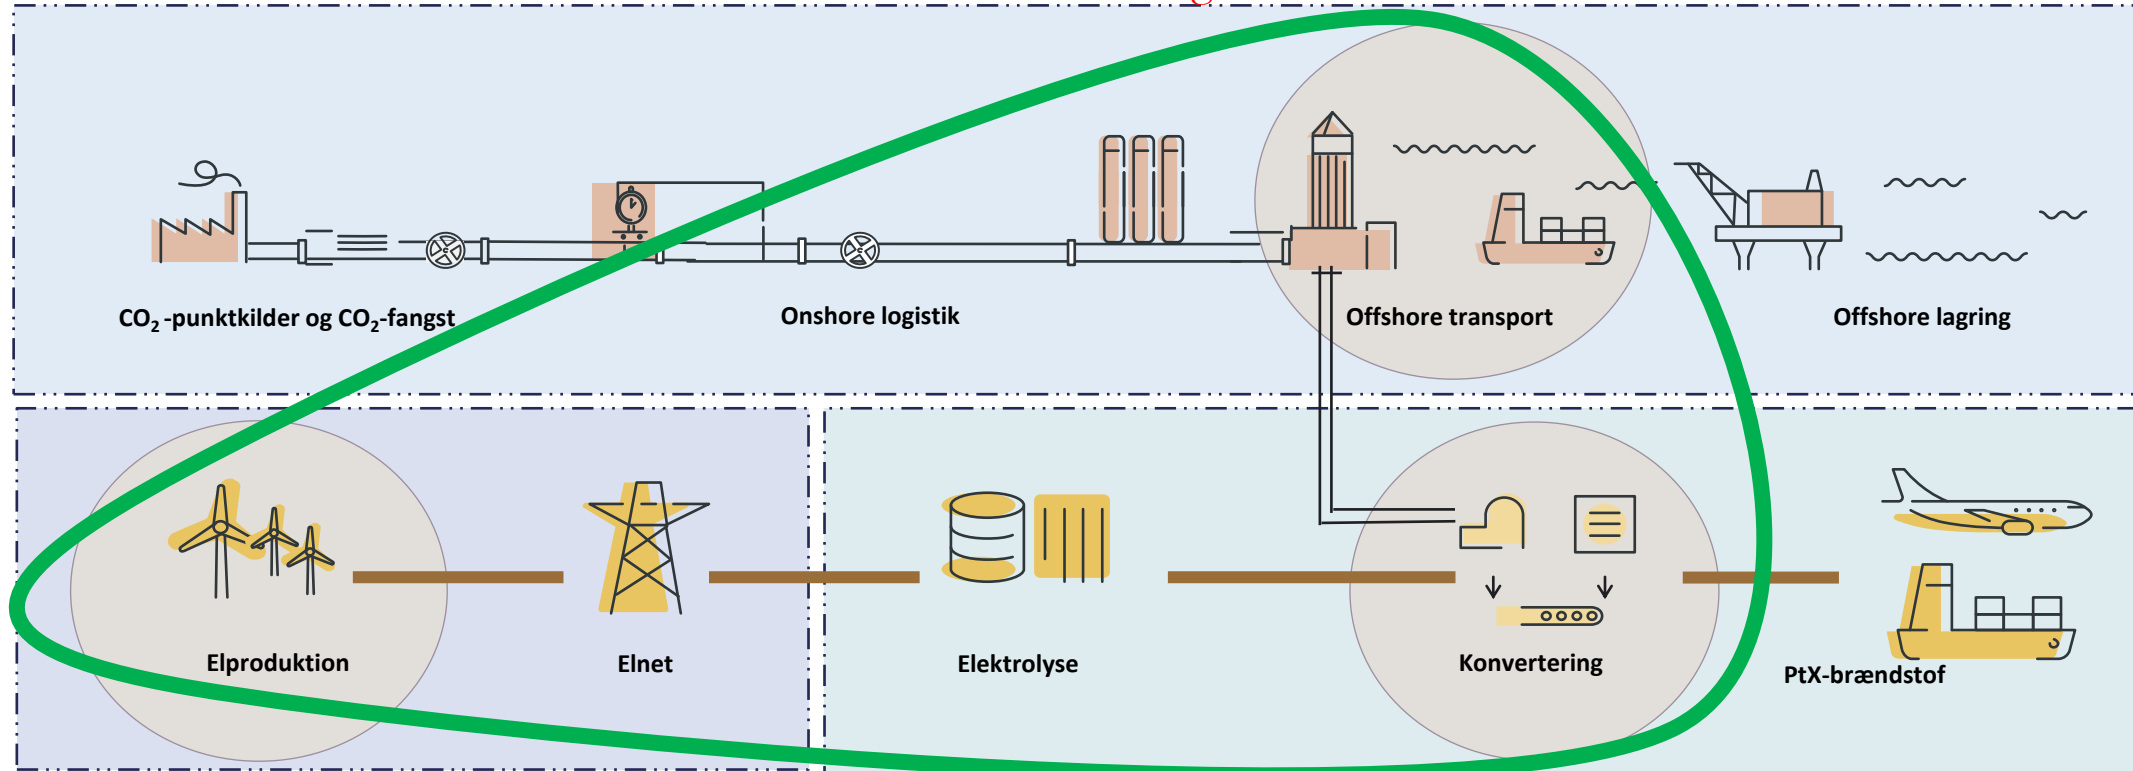 CO₂ -punktkilder og CO₂-fangst
Onshore logistik
Offshore transport
Offshore lagring
Elproduktion
Elnet
Elektrolyse
Konvertering
PtX-brændstof